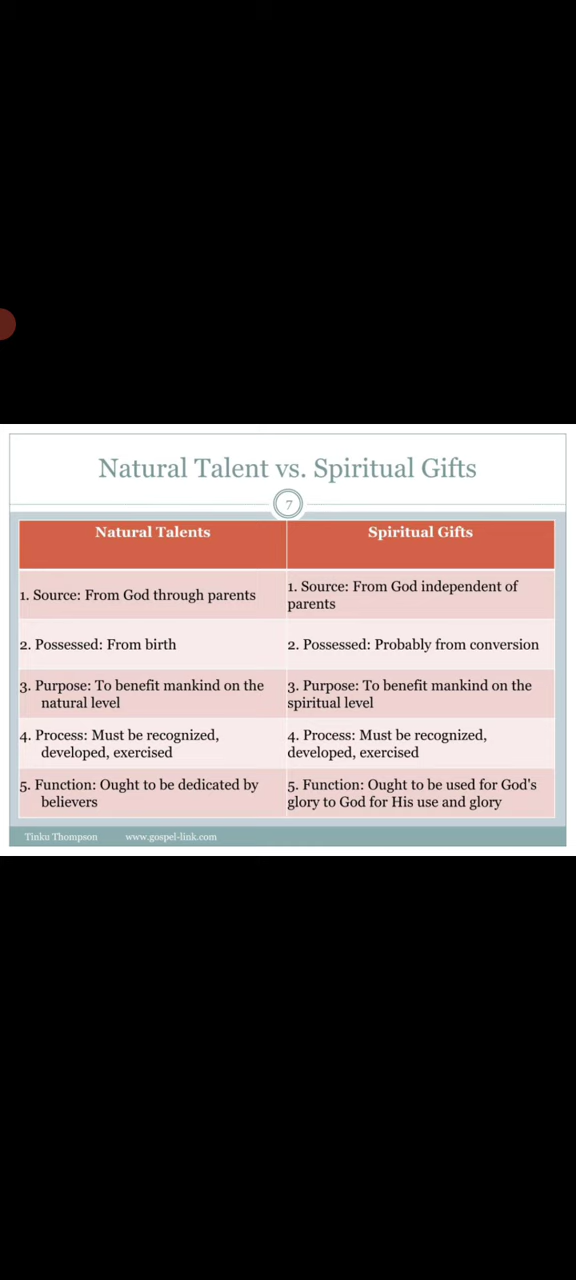 Natural Talent vs. Spiritual Gifts
7
Natural Talents
Spiritual Gifts
1. Source: From God through parents
1. Source: From God independent of
parents
2. Possessed: From birth
2. Possessed: Probably from conversion
3. Purpose: To benefit mankind on the
natural level
3. Purpose: To benefit mankind on the
spiritual level
4. Process: Must be recognized,
developed, exercised
4. Process: Must be recognized,
developed, exercised
5. Function: Ought to be dedicated by
believers
5. Function: Ought to be used for God's
glory to God for His use and glory
Tinku Thompson www.gospel-link.com